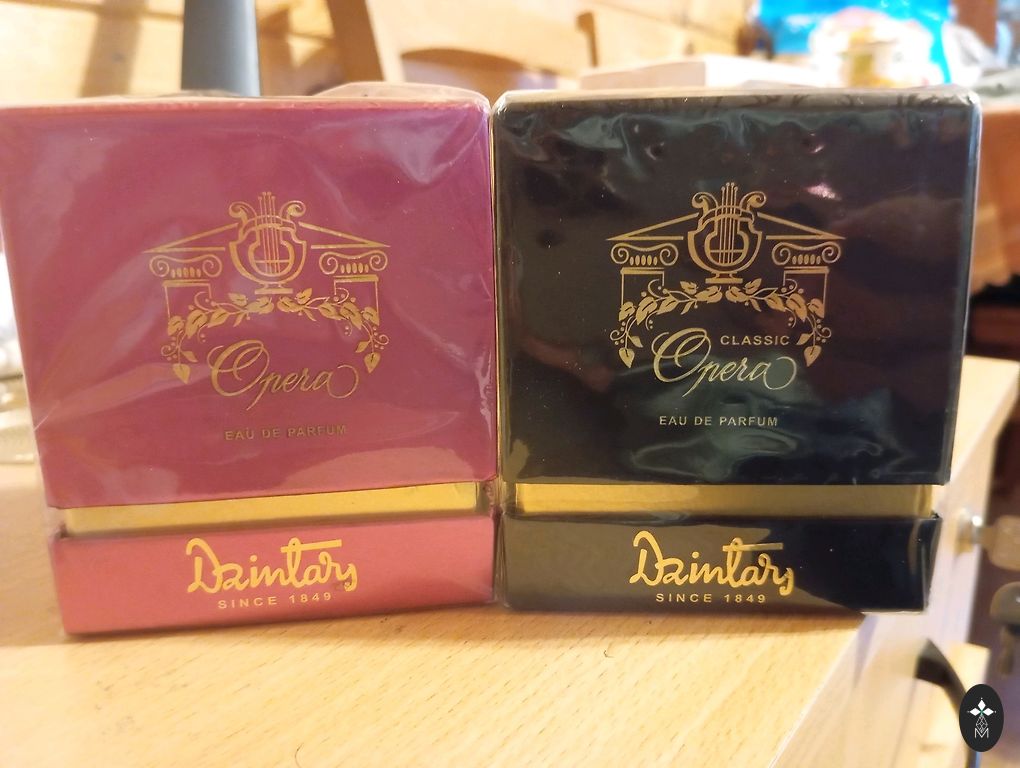 Opera
EAU DE PARFUM
Dzintars
SINCE 1849
CLASSIC
Opera
EAU DE PARFUM
Dzintars
SINCE 1849
M